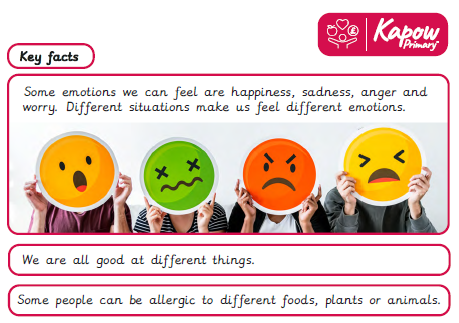 Kapow
Primary
Key facts
Some emotions we can feel are happiness, sadness, anger and
worry. Different situations make us feel different emotions.
We are all good at different things.
Some people can be allergic to different foods, plants or animals.